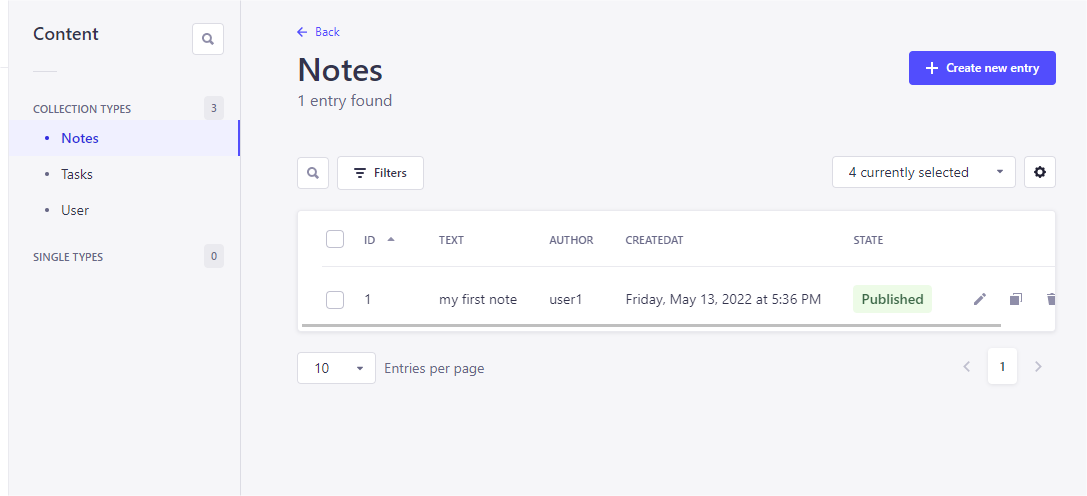 Content
COLLECTION TYPES 3
Notes
Tasks
User
SINGLE TYPES 0
Back
Notes
1 entry found
Create new entry
Filters
4 currently selected
ID TEXT AUTHOR CREATEDAT STATE
1 my first note user1 Friday, May 13, 2022 at 5:36 PM Published
10 Entries per page
1